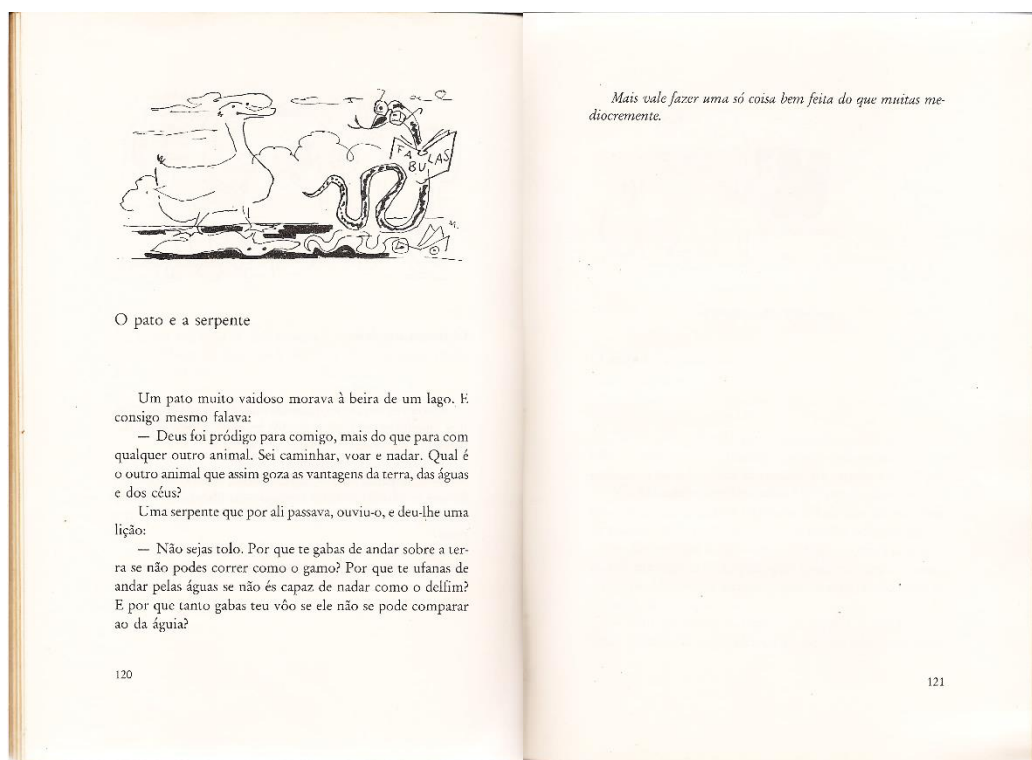 FA
BU
LAS
M.
O pato e a serpente
Um pato muito vaidoso morava à beira de um lago. E
consigo mesmo falava:
— Deus foi pródigo para comigo, mais do que para com
qualquer outro animal. Sei caminhar, voar e nadar. Qual é
o outro animal que assim goza as vantagens da terra, das águas
e dos céus?
Uma serpente que por ali passava, ouviu-o, e deu-lhe uma
lição:
— Não sejas tolo. Por que te gabas de andar sobre a ter-
ra se não podes correr como o gamo? Por que te ufanas de
andar pelas águas se não és capaz de nadar como o delfim?
E por que tanto gabas teu vôo se ele não se pode comparar
ao da águia?
120
Mais vale fazer uma só coisa bem feita do que muitas me-
diocremente.
121